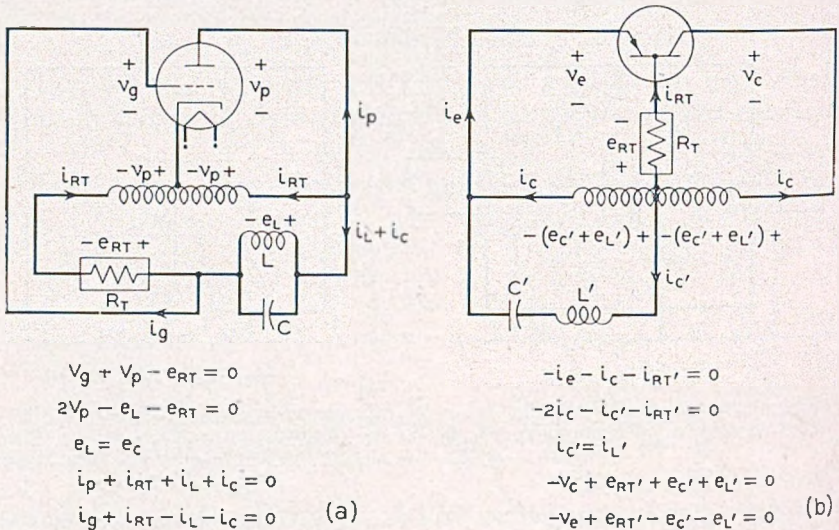 + + + +
v_g v_p v_e v_c
− − − −
i_p i_e i_RT
− e_RT + R_T
i_RT −v_p+ −v_p+ i_RT i_c i_c
− e_L + i_L + i_c −(e_C' + e_L') + −(e_C' + e_L') +
− e_RT + L i_c'
R_T C C' L'
i_g
V_g + V_p − e_RT = 0
2V_p − e_L − e_RT = 0
e_L = e_C
i_p + i_RT + i_L + i_C = 0
i_g + i_RT − i_L − i_C = 0
(a)
−i_e − i_c − i_RT' = 0
−2i_c − i_c' − i_RT' = 0
i_c' = i_L'
−v_c + e_RT' + e_c' + e_L' = 0
−v_e + e_RT' − e_c' − e_L' = 0
(b)